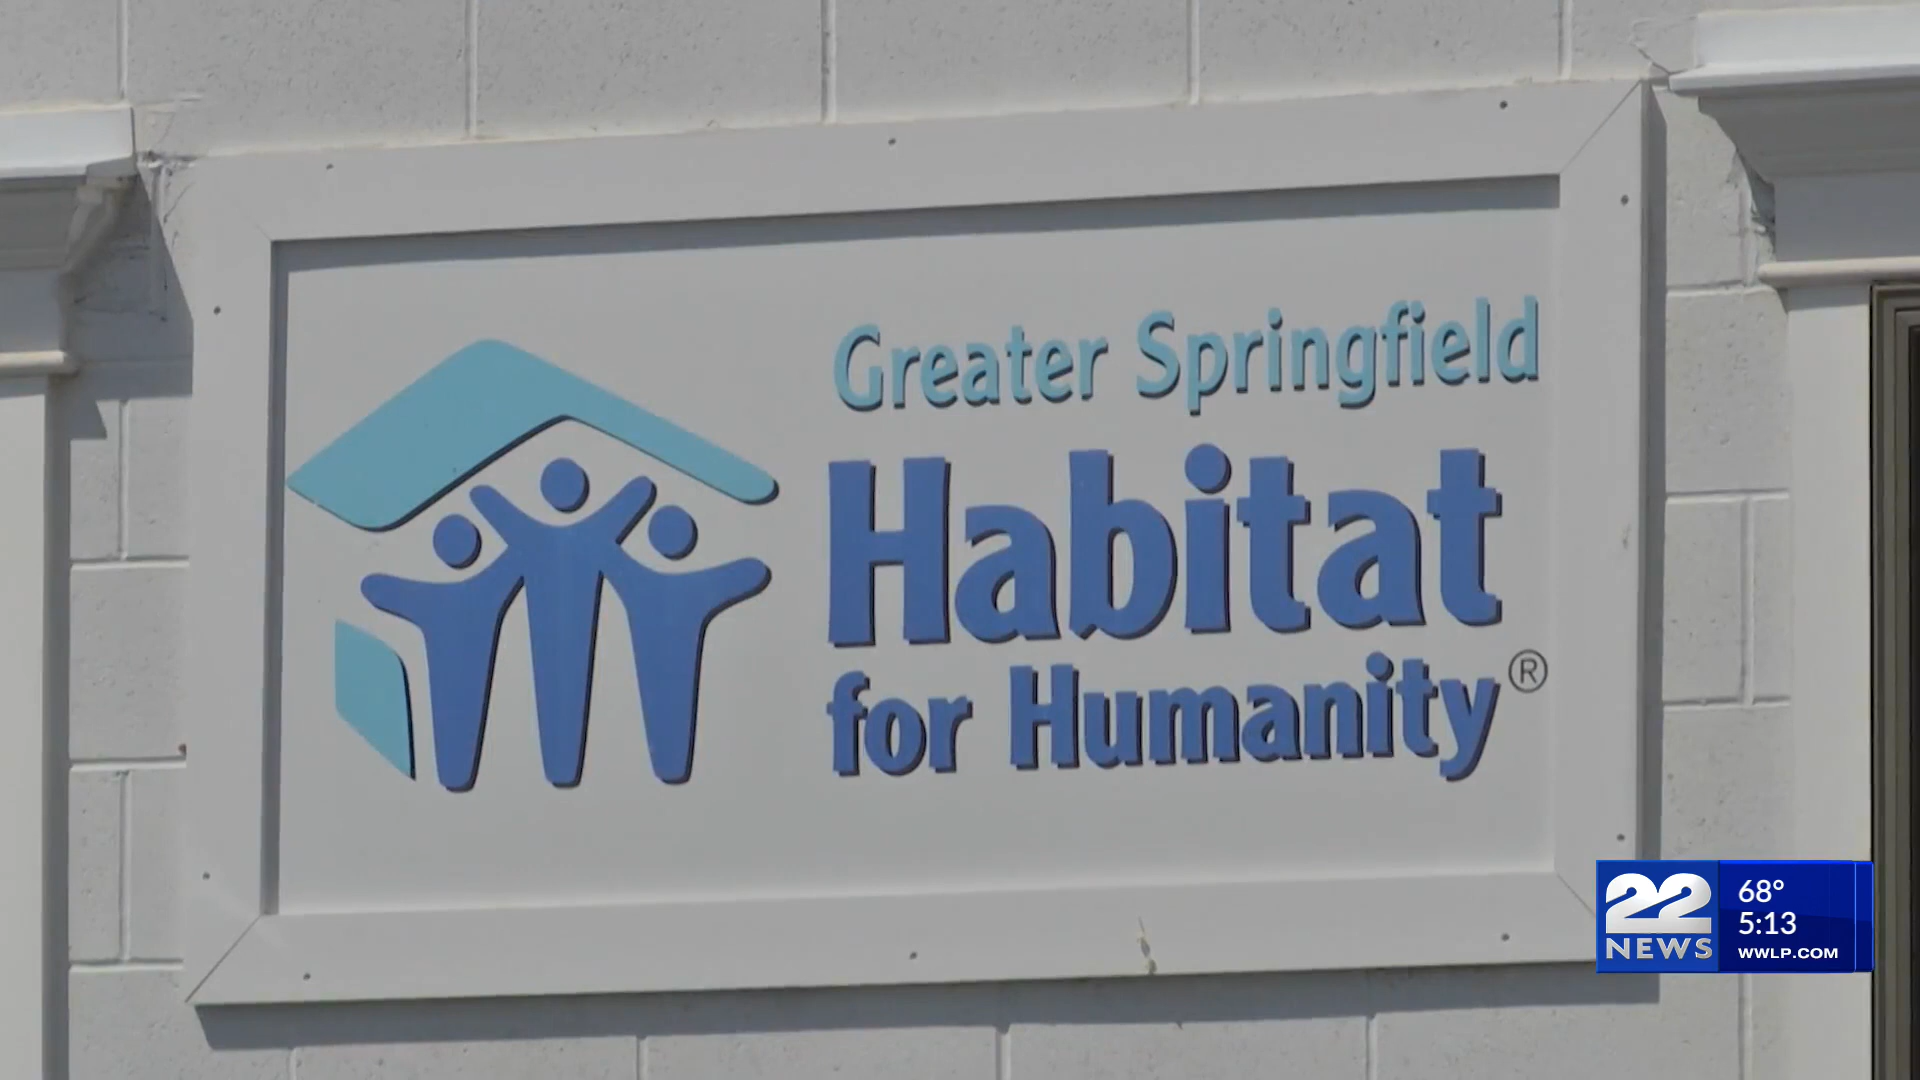 Greater Springfield
Habitat
for Humanity®
22
NEWS
68°
5:13
WWLP.COM